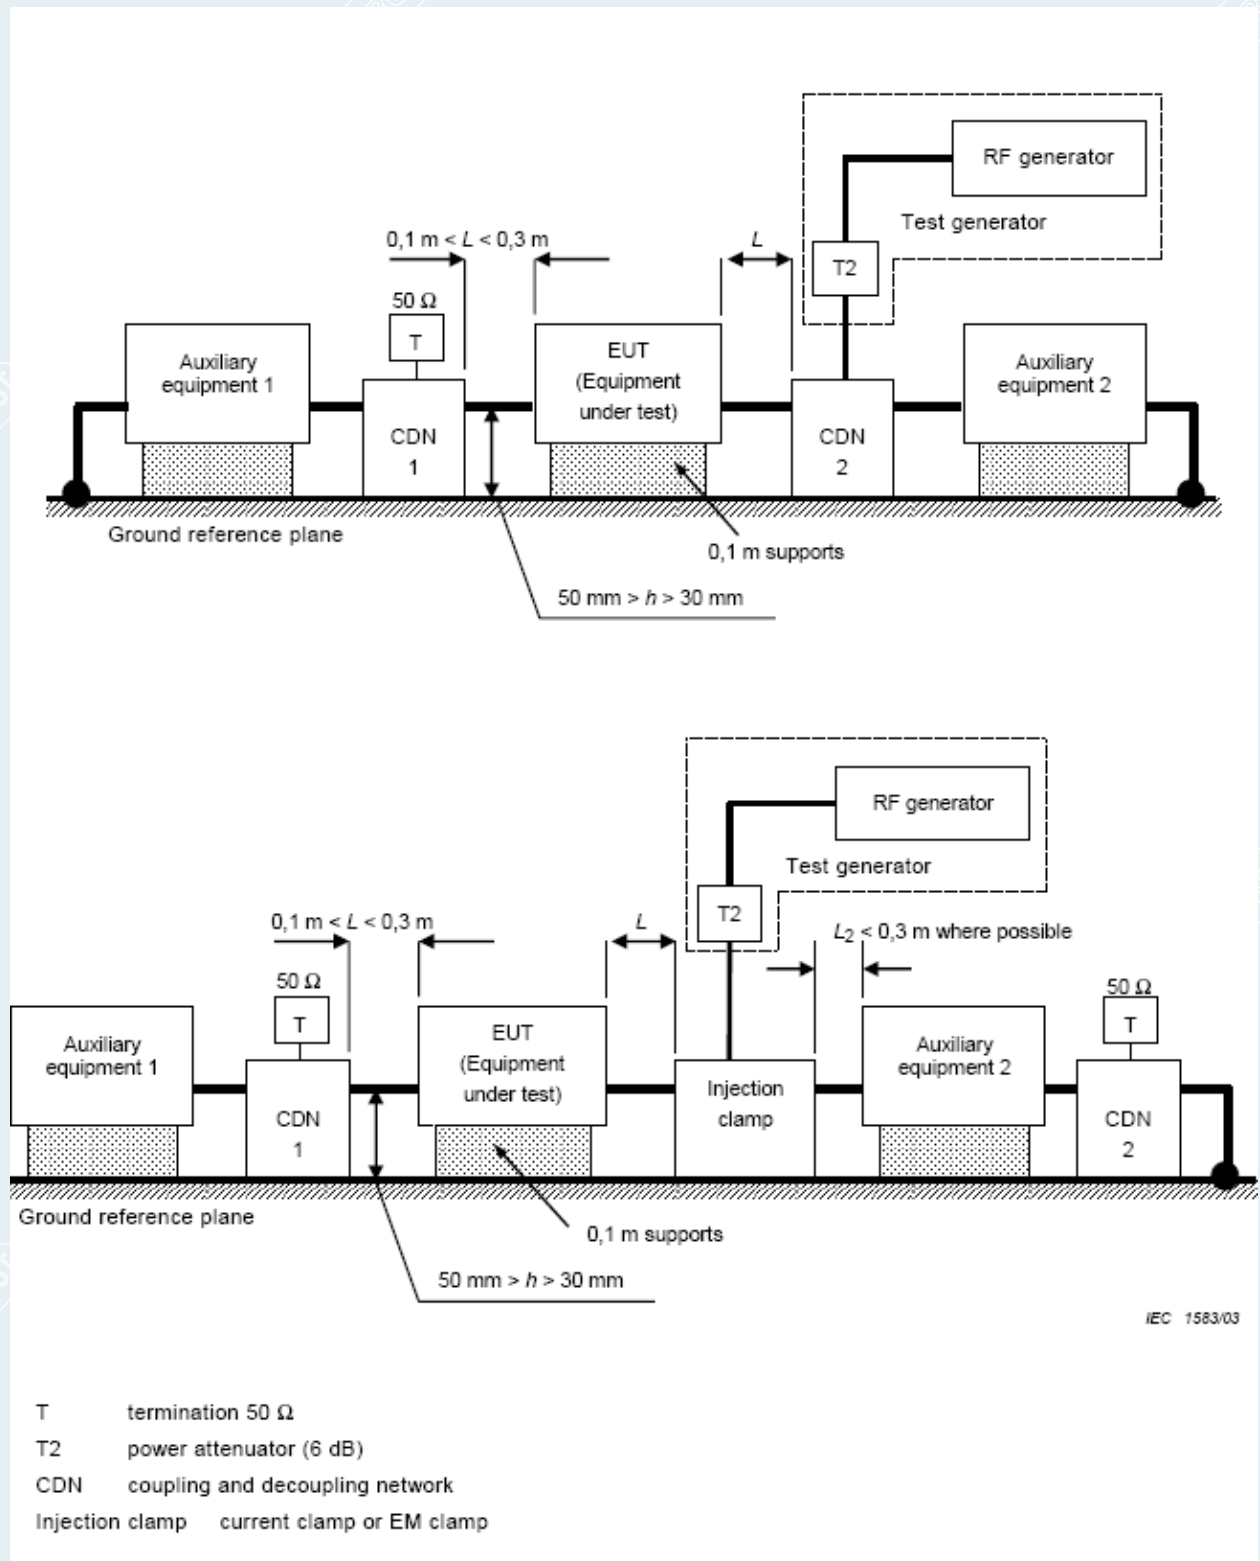 RF generator
Test generator
0,1 m < L < 0,3 m
L
T2
50 Ω
T
Auxiliary
equipment 1
EUT
(Equipment
under test)
Auxiliary
equipment 2
CDN
1
CDN
2
Ground reference plane
0,1 m supports
50 mm > h > 30 mm
RF generator
Test generator
T2
0,1 m < L < 0,3 m
L
L2 < 0,3 m where possible
50 Ω
T
50 Ω
T
Auxiliary
equipment 1
EUT
(Equipment
under test)
Auxiliary
equipment 2
Injection
clamp
CDN
1
CDN
2
Ground reference plane
0,1 m supports
50 mm > h > 30 mm
IEC 1583/03
T termination 50 Ω
T2 power attenuator (6 dB)
CDN coupling and decoupling network
Injection clamp current clamp or EM clamp